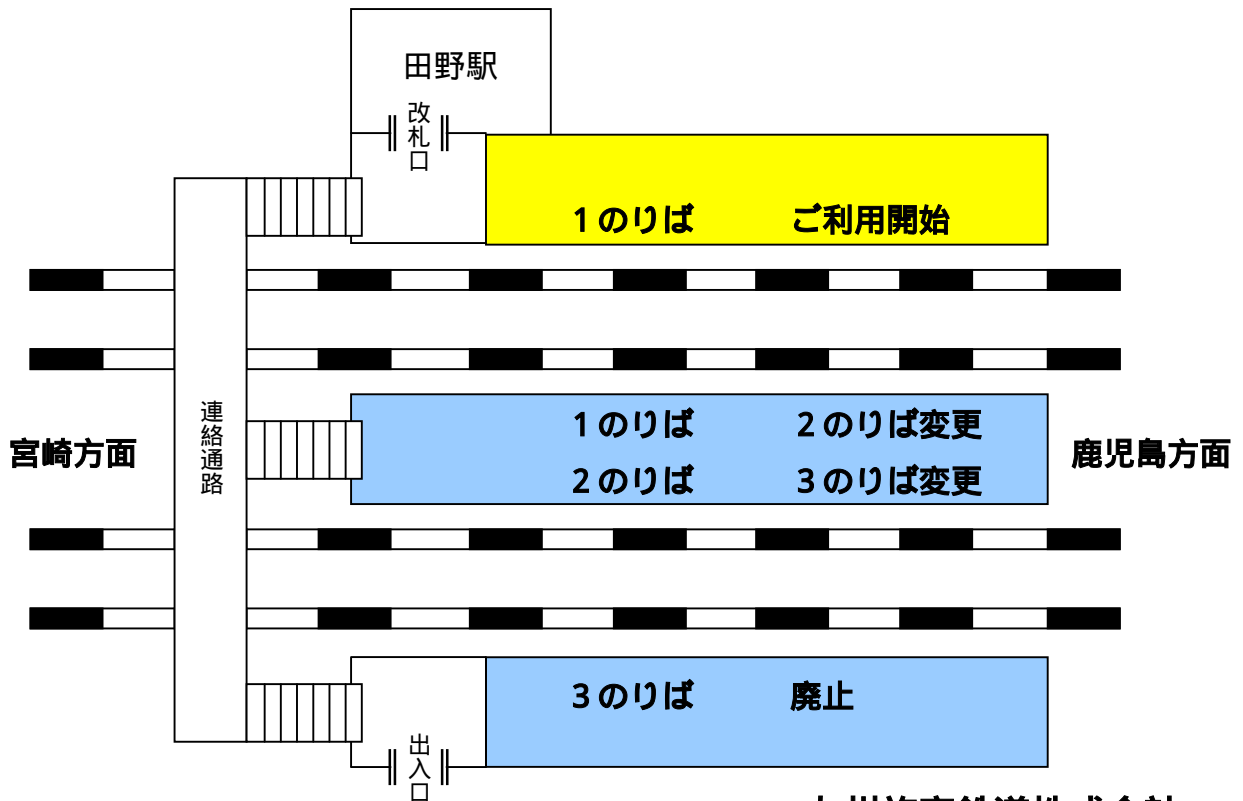 田野駅
改札口
1のりば ご利用開始
1のりば 2のりば変更
2のりば 3のりば変更
宮崎方面
連絡通路
鹿児島方面
3のりば 廃止
出入口